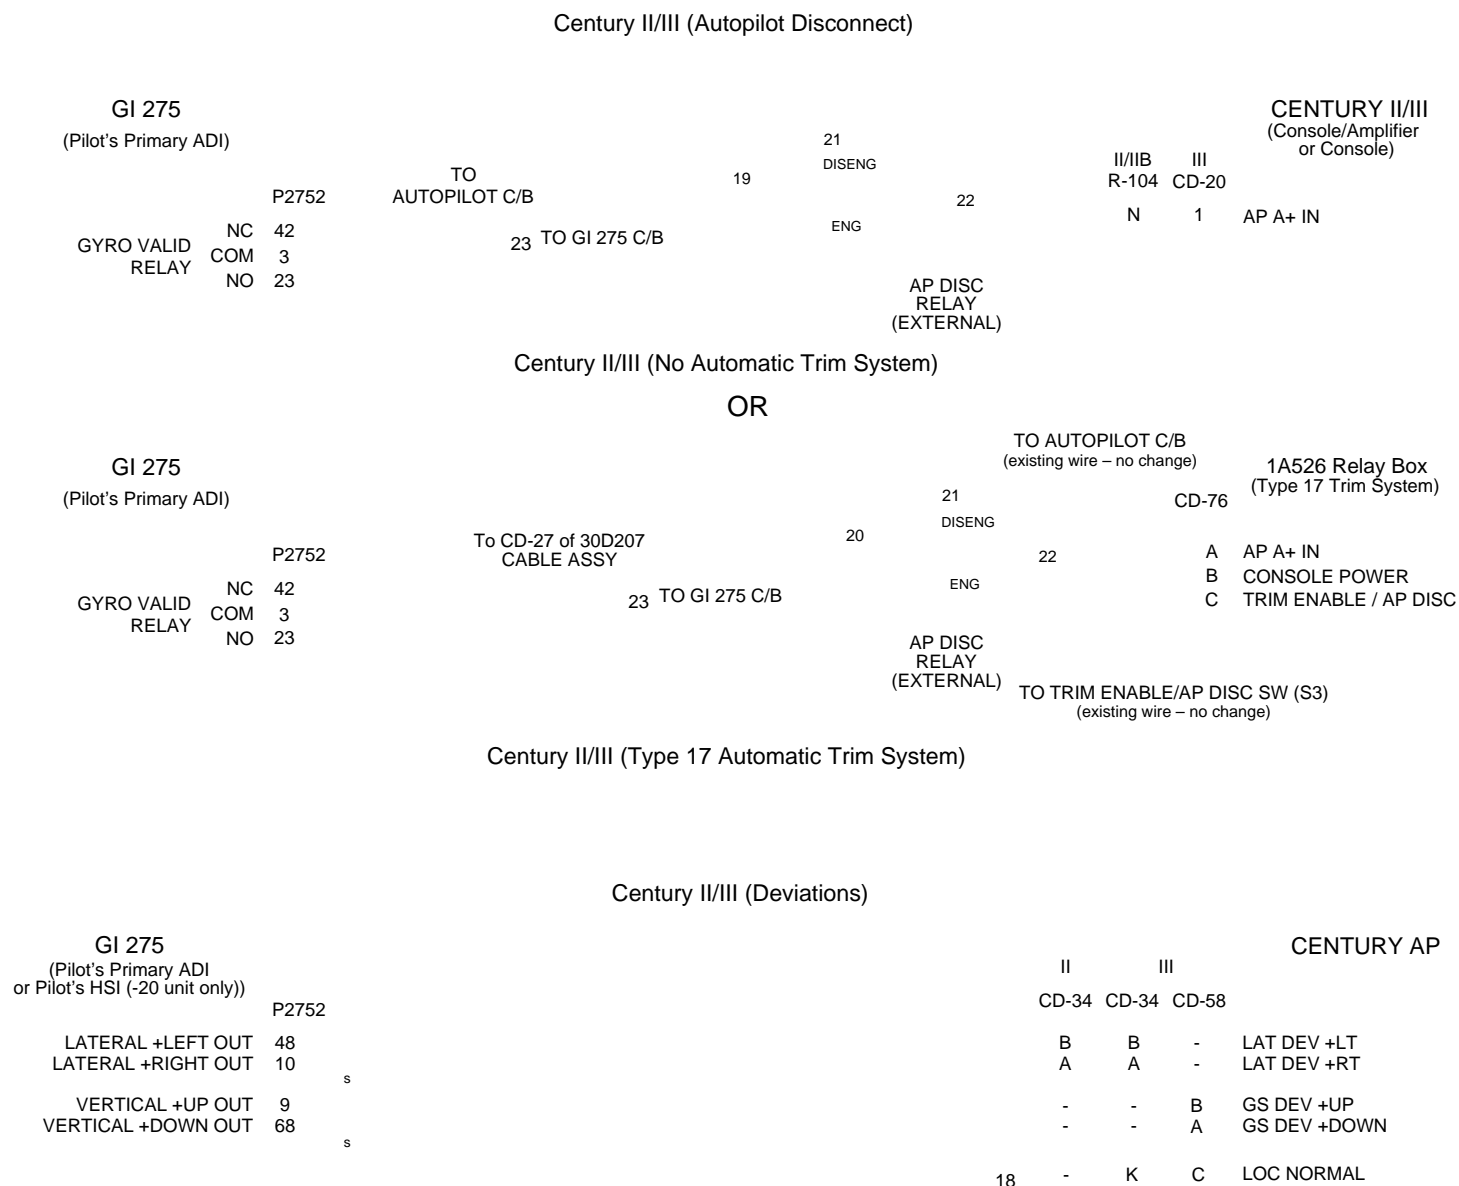 Century II/III (Autopilot Disconnect)
GI 275
(Pilot's Primary ADI)
CENTURY II/III
(Console/Amplifier
or Console)
21
DISENG
19
TO
AUTOPILOT C/B
II/IIB III
R-104 CD-20
P2752
22
N 1 AP A+ IN
ENG
GYRO VALID
RELAY
NC 42
COM 3
NO 23
23 TO GI 275 C/B
AP DISC
RELAY
(EXTERNAL)
Century II/III (No Automatic Trim System)
OR
TO AUTOPILOT C/B
(existing wire – no change)
GI 275
(Pilot's Primary ADI)
1A526 Relay Box
(Type 17 Trim System)
21
DISENG
CD-76
20
To CD-27 of 30D207
CABLE ASSY
P2752
22
A AP A+ IN
B CONSOLE POWER
C TRIM ENABLE / AP DISC
ENG
GYRO VALID
RELAY
NC 42
COM 3
NO 23
23 TO GI 275 C/B
AP DISC
RELAY
(EXTERNAL)
TO TRIM ENABLE/AP DISC SW (S3)
(existing wire – no change)
Century II/III (Type 17 Automatic Trim System)
Century II/III (Deviations)
GI 275
(Pilot's Primary ADI
or Pilot's HSI (-20 unit only))
CENTURY AP
II III
CD-34 CD-34 CD-58
P2752
LATERAL +LEFT OUT 48 B B - LAT DEV +LT
LATERAL +RIGHT OUT 10 A A - LAT DEV +RT
s
VERTICAL +UP OUT 9 - - B GS DEV +UP
VERTICAL +DOWN OUT 68 - - A GS DEV +DOWN
s
18 - K C LOC NORMAL